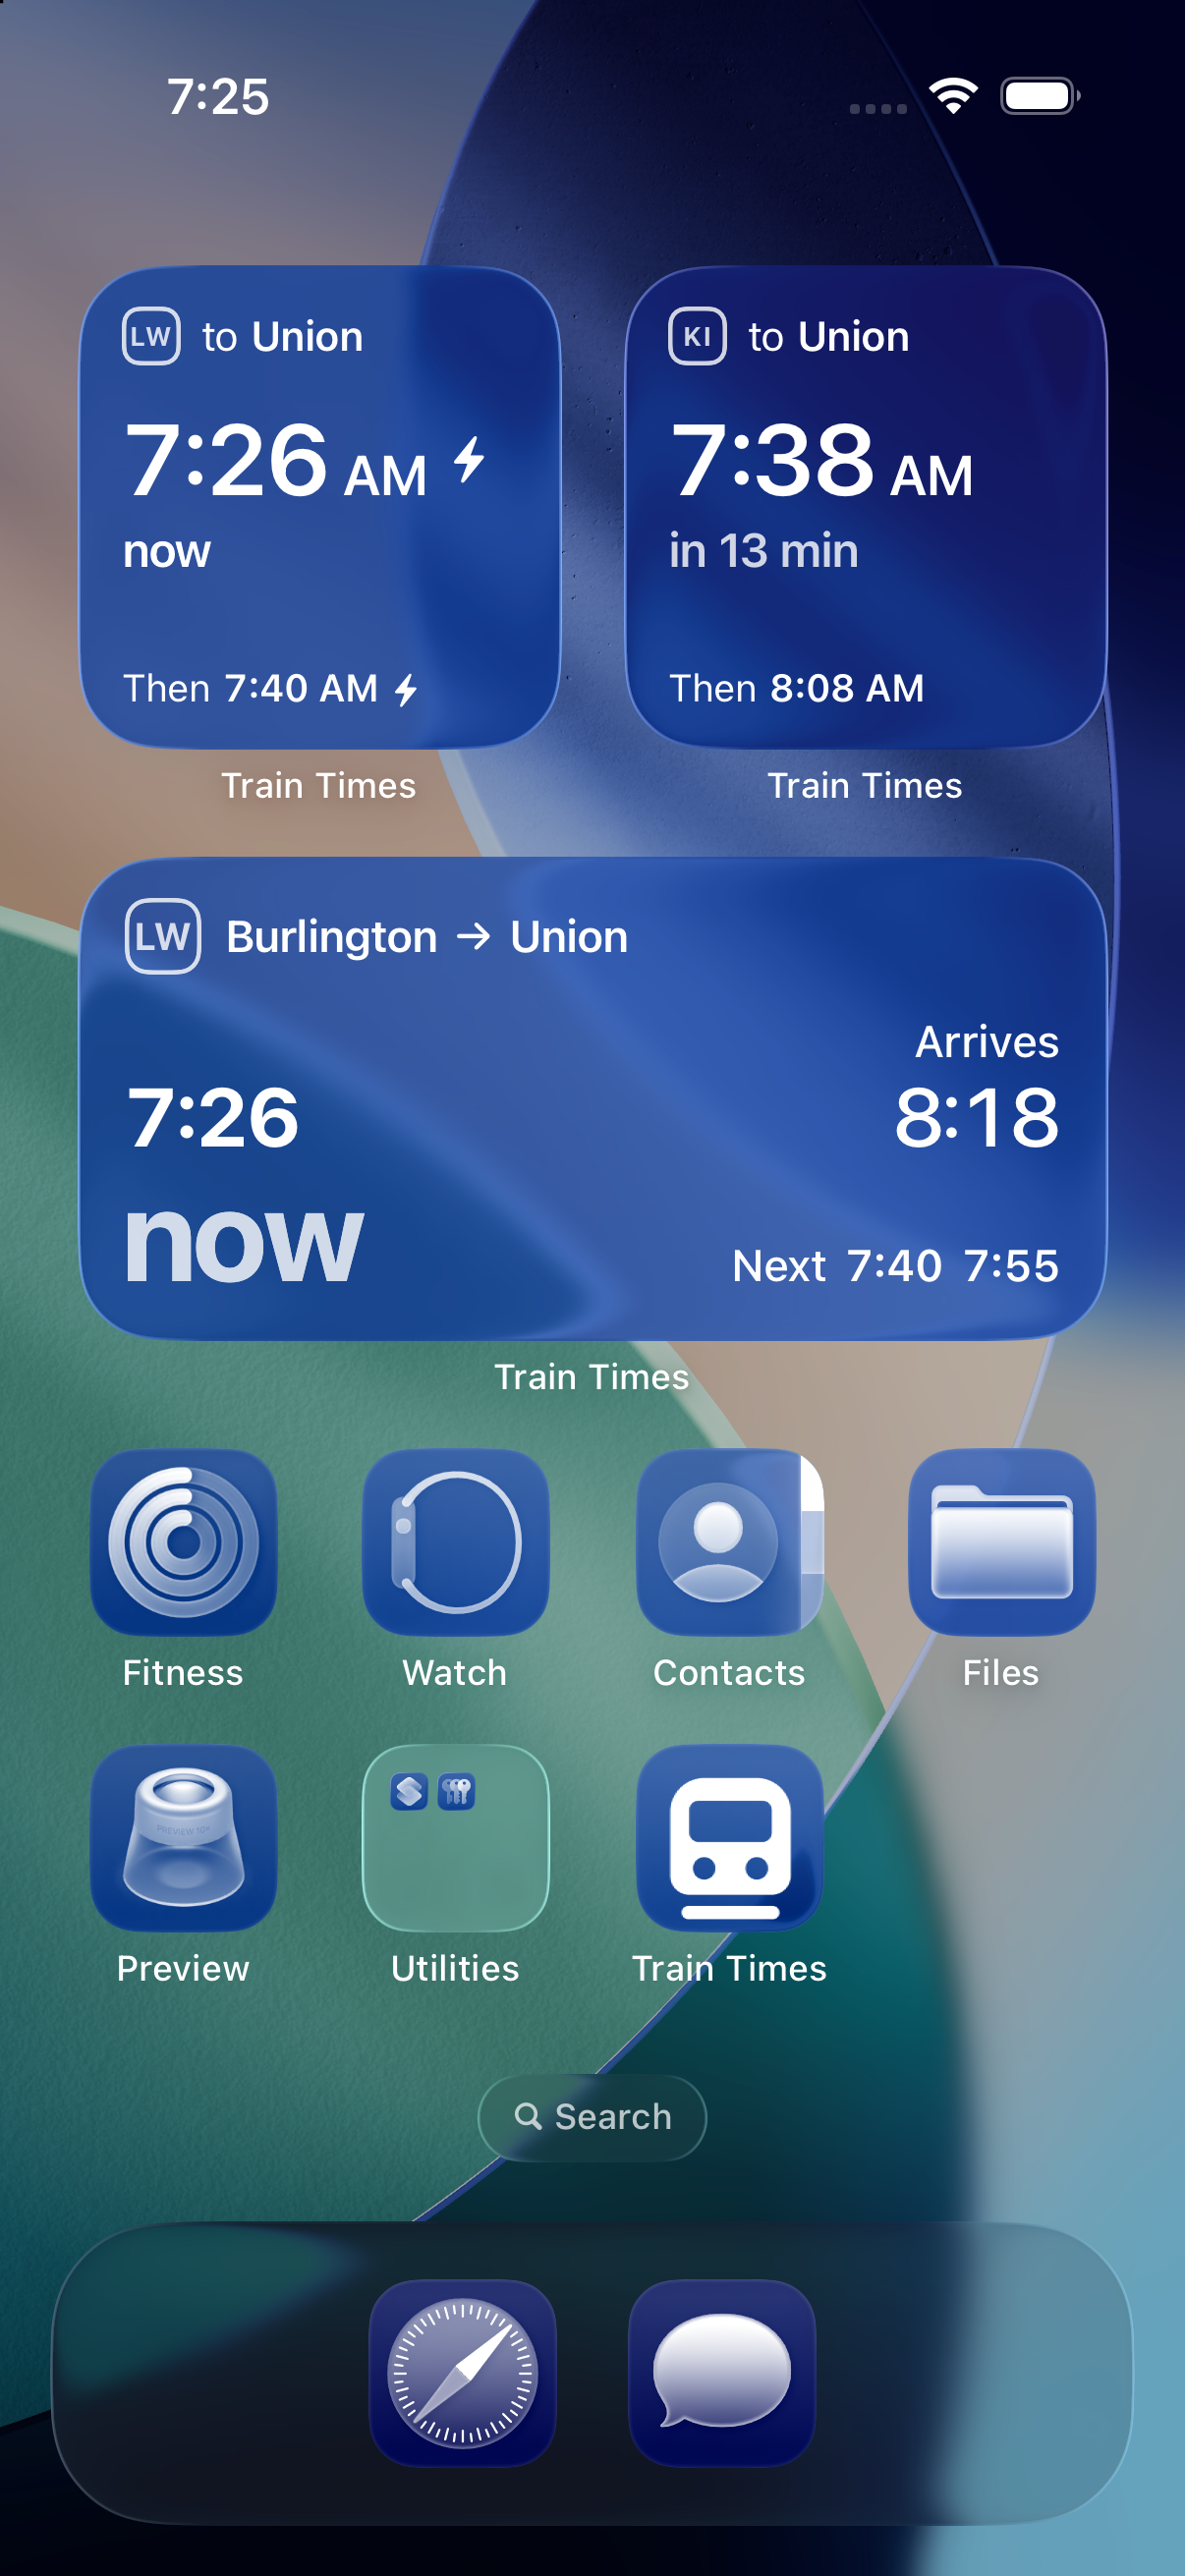 7:25
LW to Union
7:26 AM
now
Then 7:40 AM
Train Times
KI to Union
7:38 AM
in 13 min
Then 8:08 AM
Train Times
LW Burlington → Union
Arrives
7:26
8:18
now
Next 7:40 7:55
Train Times
Fitness
Watch
Contacts
Files
Preview
Utilities
Train Times
Search